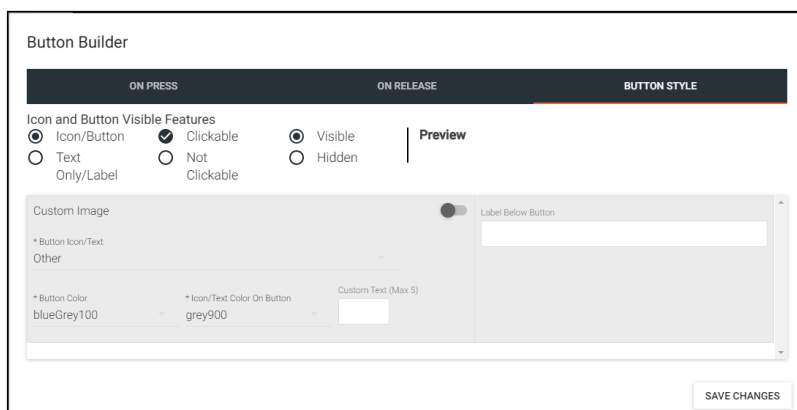 Button Builder
ON PRESS
ON RELEASE
BUTTON STYLE
Icon and Button Visible Features
Icon/Button
Clickable
Visible
Preview
Text
Only/Label
Not
Clickable
Hidden
Custom Image
Label Below Button
* Button Icon/Text
Other
* Button Color
* Icon/Text Color On Button
Custom Text (Max 5)
blueGrey100
grey900
SAVE CHANGES